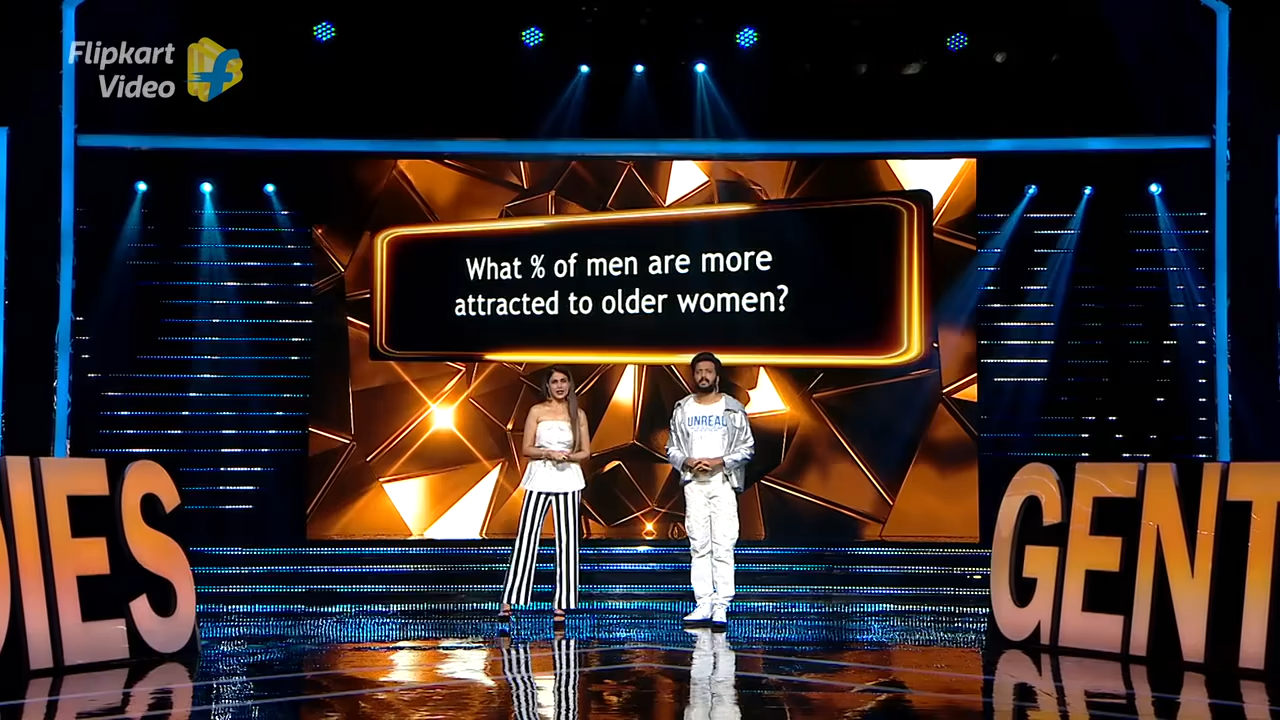 Flipkart
Video
What % of men are more
attracted to older women?
UNREAL
DIES
GENT